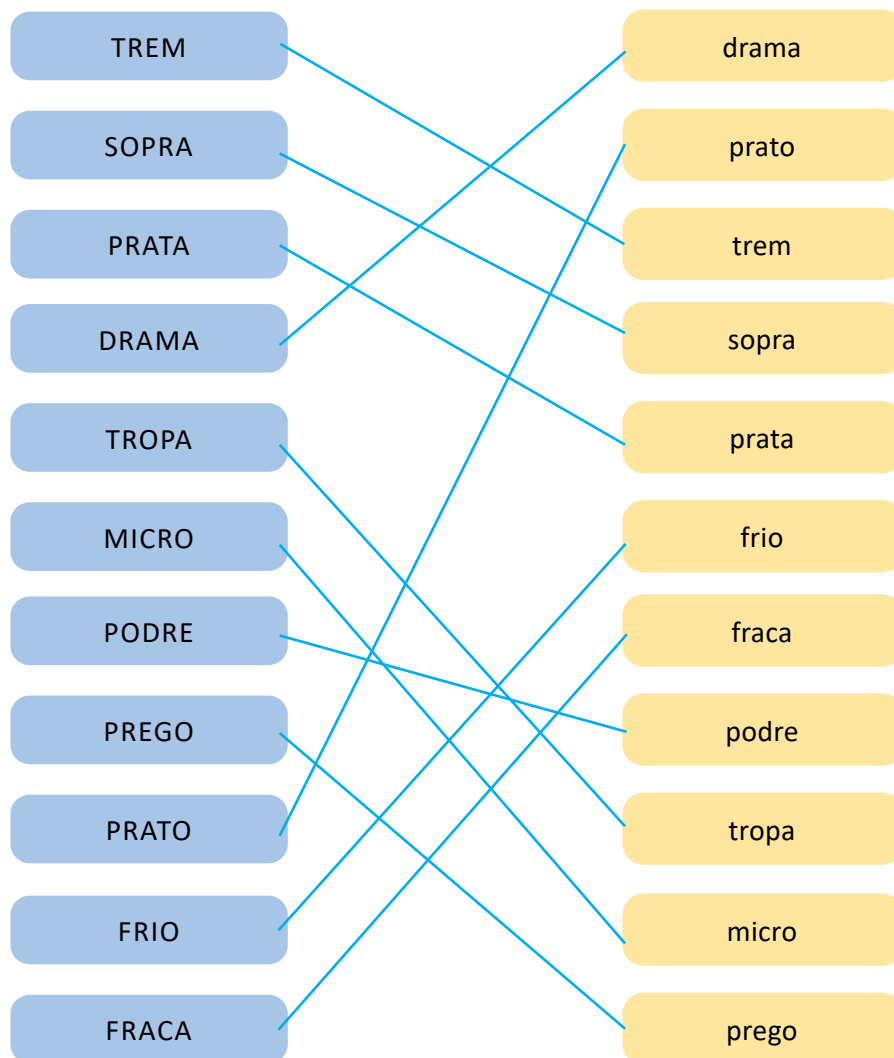 TREM
drama
SOPRA
prato
PRATA
trem
DRAMA
sopra
TROPA
prata
MICRO
frio
PODRE
fraca
PREGO
podre
PRATO
tropa
FRIO
micro
FRACA
prego